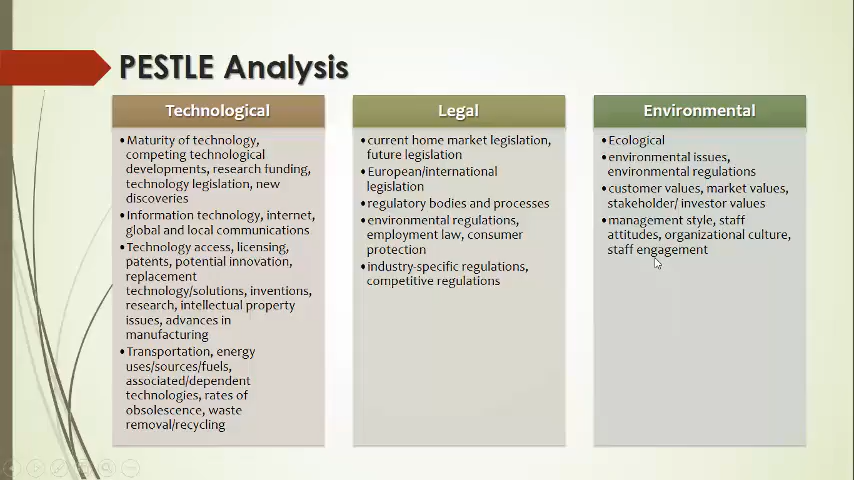 PESTLE Analysis
Technological
•Maturity of technology,
competing technological
developments, research funding,
technology legislation, new
discoveries
•Information technology, internet,
global and local communications
•Technology access, licensing,
patents, potential innovation,
replacement
technology/solutions, inventions,
research, intellectual property
issues, advances in
manufacturing
•Transportation, energy
uses/sources/fuels,
associated/dependent
technologies, rates of
obsolescence, waste
removal/recycling
Legal
•current home market legislation,
future legislation
•European/international
legislation
•regulatory bodies and processes
•environmental regulations,
employment law, consumer
protection
•industry-specific regulations,
competitive regulations
Environmental
•Ecological
•environmental issues,
environmental regulations
•customer values, market values,
stakeholder/ investor values
•management style, staff
attitudes, organizational culture,
staff engagement